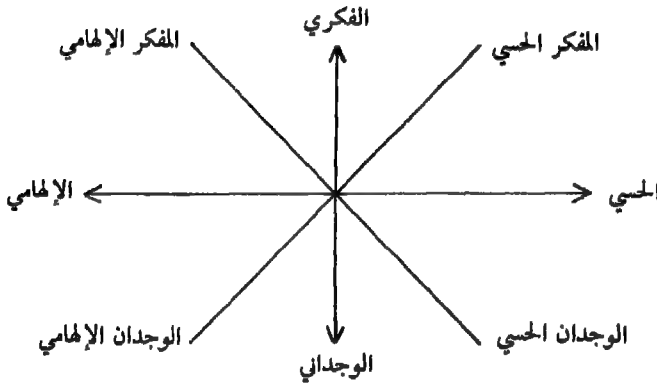 الفكري
المفكر الحسي
المفكر الإلهامي
الحسي
الإلهامي
الوجدان الحسي
الوجدان الإلهامي
الوجداني